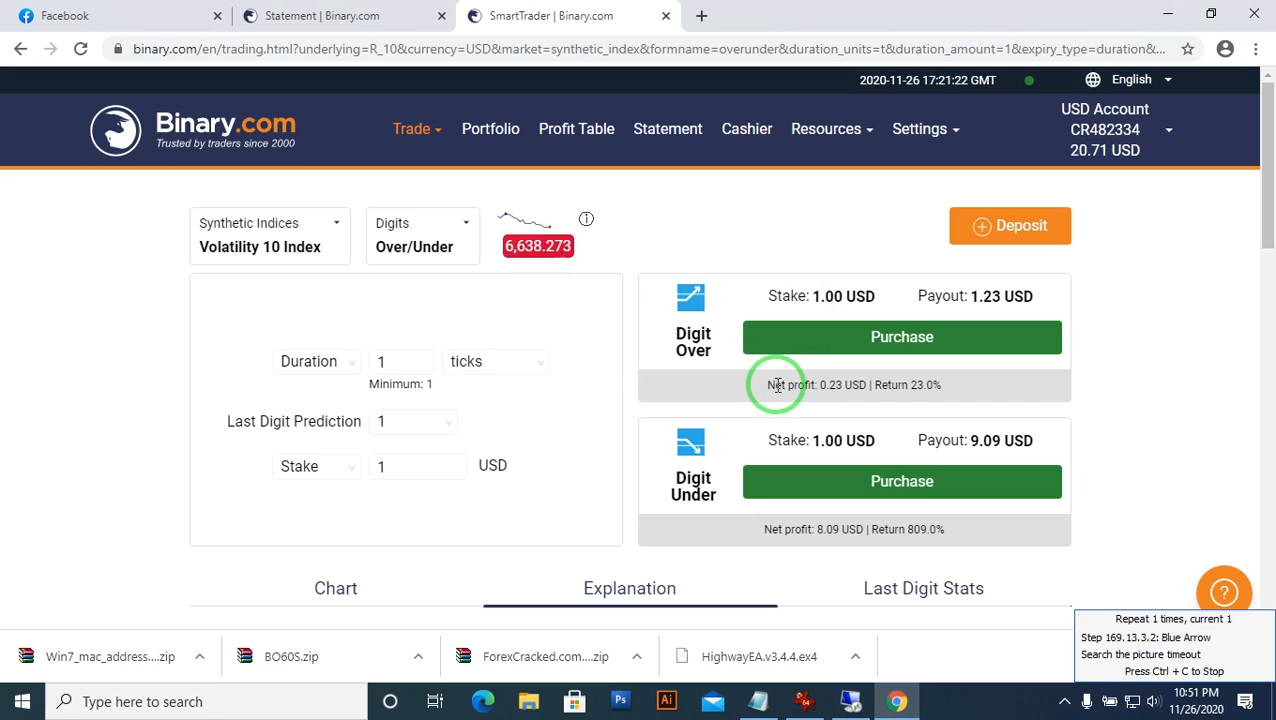 Facebook
Statement | Binary.com
SmartTrader | Binary.com
binary.com/en/trading.html?underlying=R_10&currency=USD&market=synthetic_index&formname=overunder&duration_units=t&duration_amount=1&expiry_type=duration&...
2020-11-26 17:21:22 GMT
English
Binary.com
Trusted by traders since 2000
Trade
Portfolio
Profit Table
Statement
Cashier
Resources
Settings
USD Account
CR482334
20.71 USD
Synthetic Indices
Volatility 10 Index
Digits
Over/Under
6,638.273
Deposit
Duration
1
ticks
Minimum: 1
Last Digit Prediction
1
Stake
1
USD
Digit
Over
Stake: 1.00 USD
Payout: 1.23 USD
Purchase
Net profit: 0.23 USD | Return 23.0%
Digit
Under
Stake: 1.00 USD
Payout: 9.09 USD
Purchase
Net profit: 8.09 USD | Return 809.0%
Chart
Explanation
Last Digit Stats
?
Repeat 1 times, current 1
Step 169.13.3.2: Blue Arrow
Search the picture timeout
Press Ctrl + C to Stop
Win7_mac_address....zip
BO60S.zip
ForexCracked.com....zip
HighwayEA.v3.4.4.ex4
Type here to search
Ps
Ai
64
10:51 PM
11/26/2020